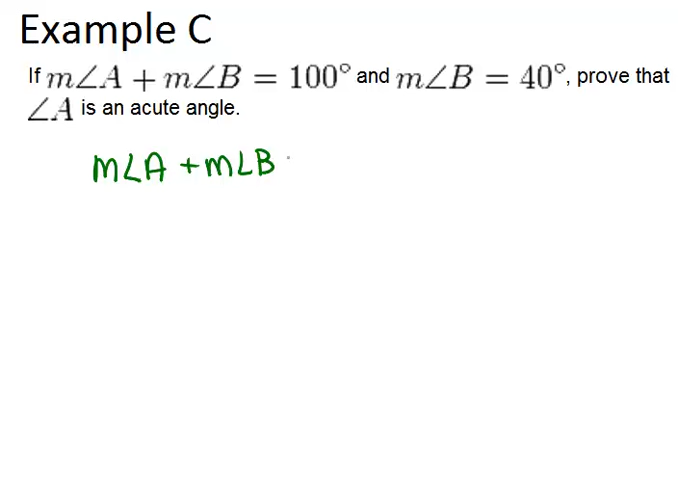 Example C
If m∠A + m∠B = 100° and m∠B = 40°, prove that
∠A is an acute angle.
m∠A + m∠B